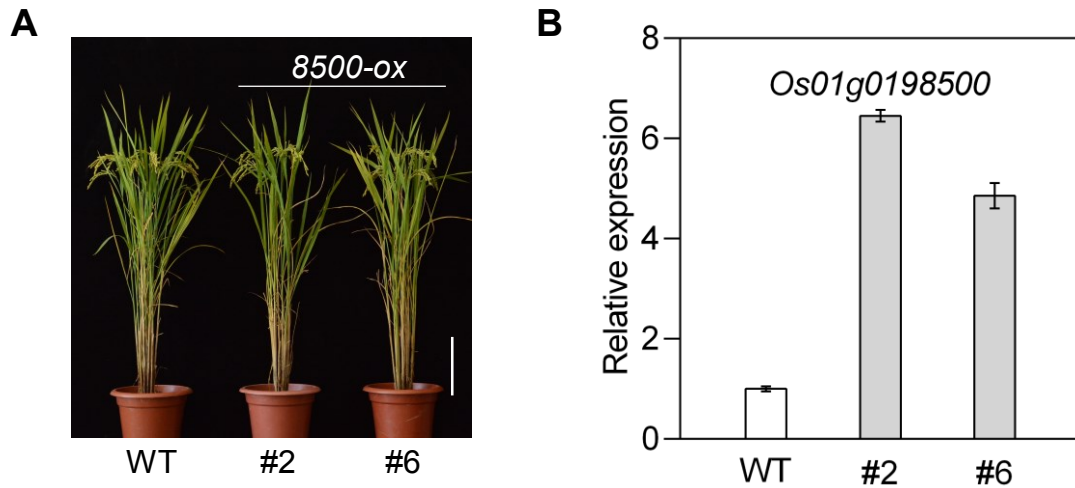 A
8500-ox
WT #2 #6
B
Relative expression
8
6
4
2
0
Os01g0198500
WT #2 #6